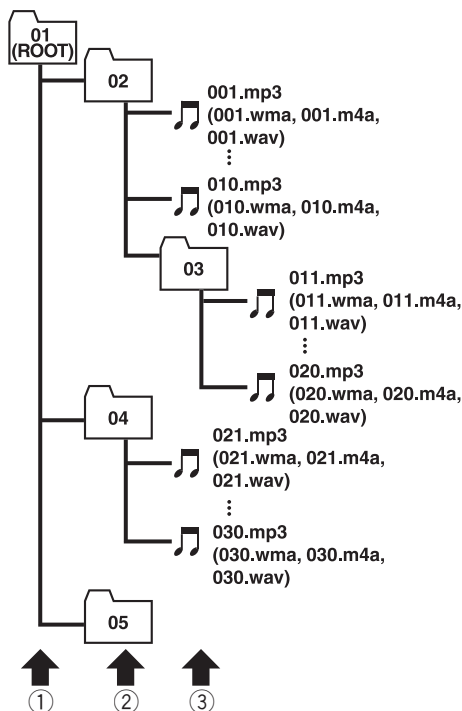 01
(ROOT)
02
001.mp3
(001.wma, 001.m4a,
001.wav)
010.mp3
(010.wma, 010.m4a,
010.wav)
03
011.mp3
(011.wma, 011.m4a,
011.wav)
020.mp3
(020.wma, 020.m4a,
020.wav)
04
021.mp3
(021.wma, 021.m4a,
021.wav)
030.mp3
(030.wma, 030.m4a,
030.wav)
05
① ② ③